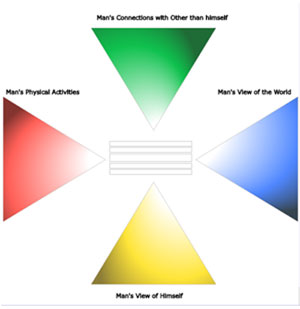 Man's Connections with Other than himself
Man's Physical Activities
Man's View of the World
Man's View of Himself